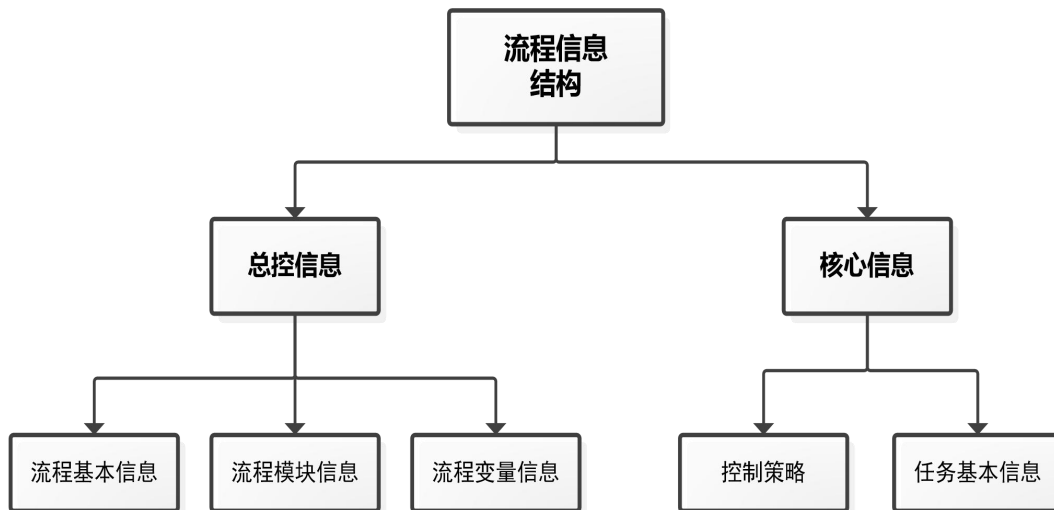 流程信息
结构
总控信息
核心信息
流程基本信息
流程模块信息
流程变量信息
控制策略
任务基本信息